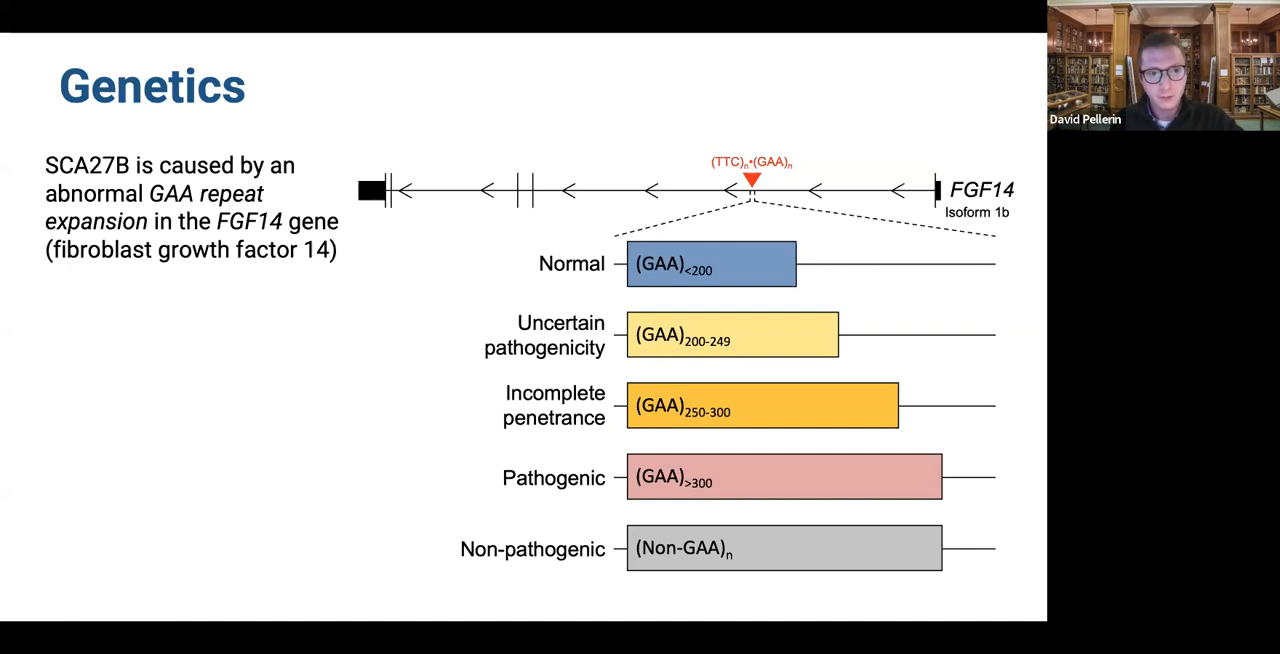 Genetics
SCA27B is caused by an
abnormal GAA repeat
expansion in the FGF14 gene
(fibroblast growth factor 14)
(TTC)n•(GAA)n
FGF14
Isoform 1b
Normal
(GAA)<200
Uncertain
pathogenicity
(GAA)200-249
Incomplete
penetrance
(GAA)250-300
Pathogenic
(GAA)>300
Non-pathogenic
(Non-GAA)n
David Pellerin